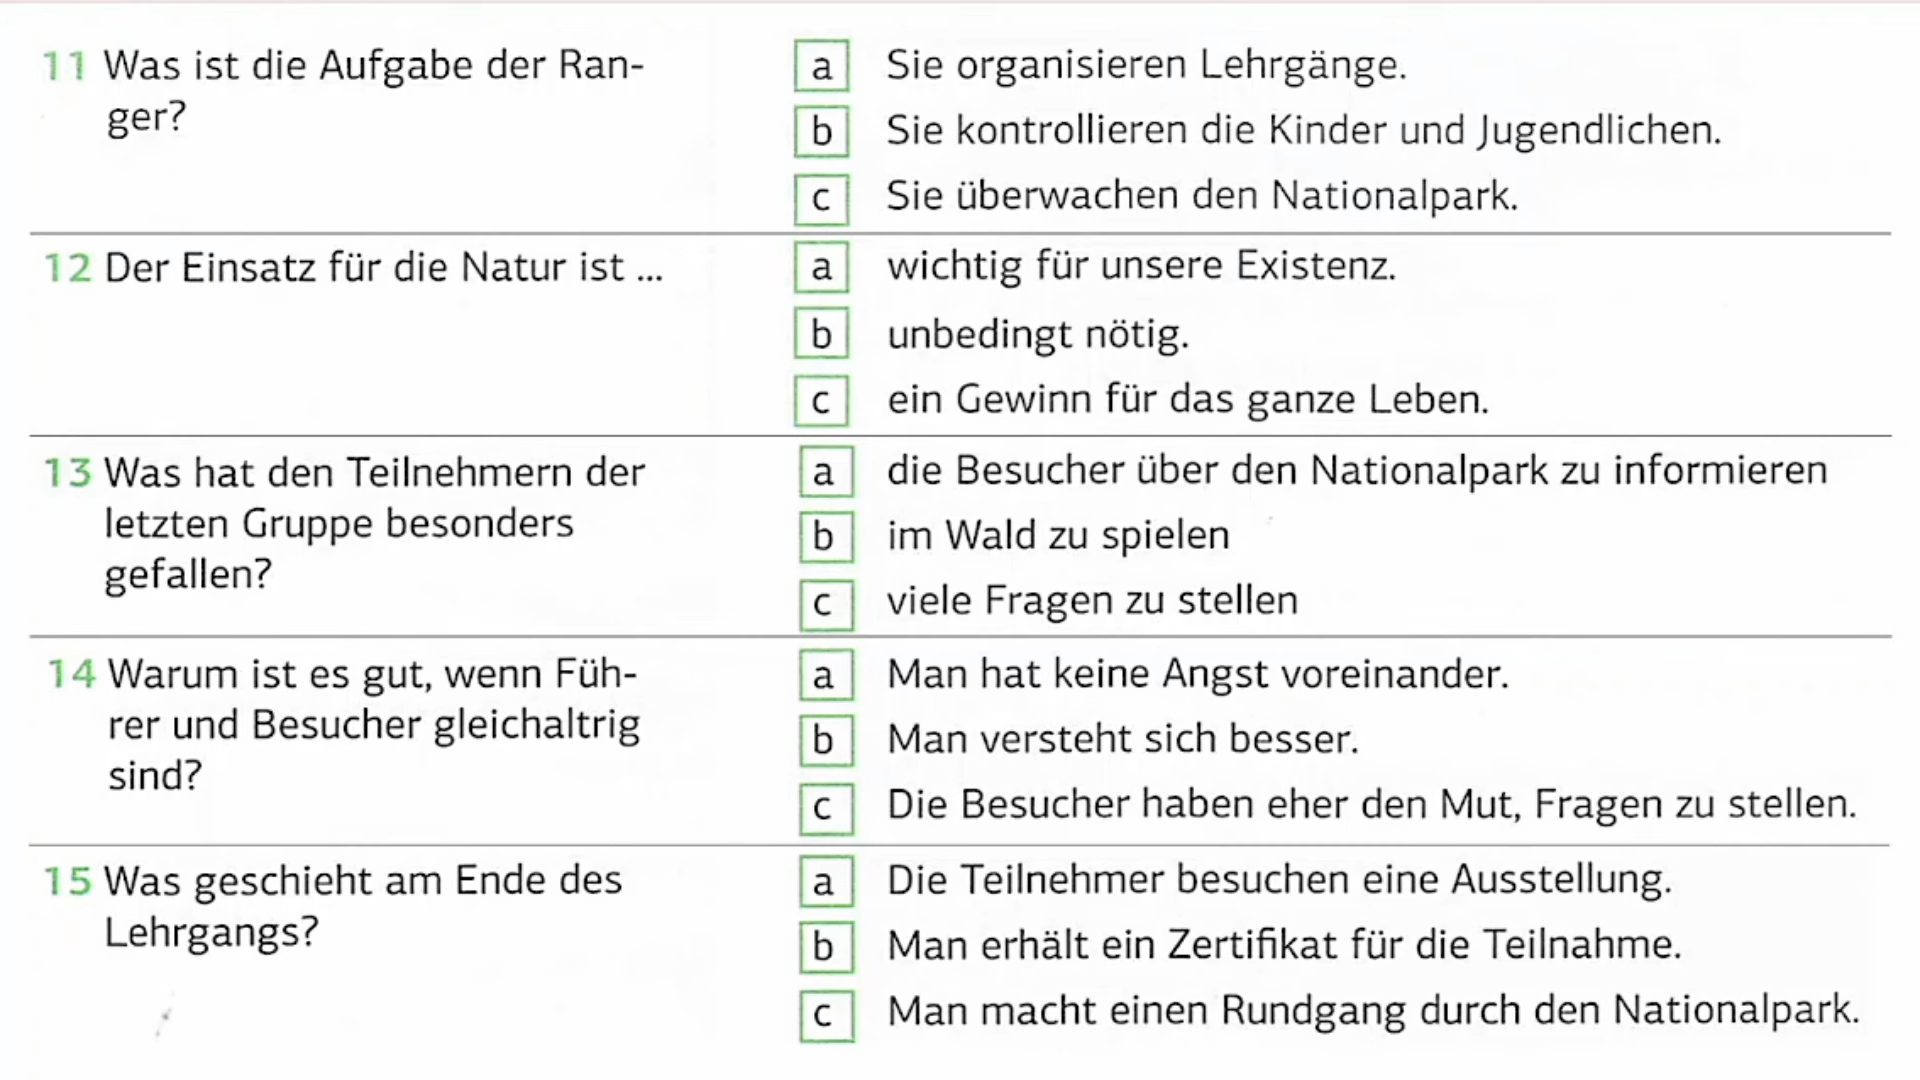 11 Was ist die Aufgabe der Ran-
ger?
a Sie organisieren Lehrgänge.
b Sie kontrollieren die Kinder und Jugendlichen.
c Sie überwachen den Nationalpark.
12 Der Einsatz für die Natur ist ...
a wichtig für unsere Existenz.
b unbedingt nötig.
c ein Gewinn für das ganze Leben.
13 Was hat den Teilnehmern der
letzten Gruppe besonders
gefallen?
a die Besucher über den Nationalpark zu informieren
b im Wald zu spielen
c viele Fragen zu stellen
14 Warum ist es gut, wenn Füh-
rer und Besucher gleichaltrig
sind?
a Man hat keine Angst voreinander.
b Man versteht sich besser.
c Die Besucher haben eher den Mut, Fragen zu stellen.
15 Was geschieht am Ende des
Lehrgangs?
a Die Teilnehmer besuchen eine Ausstellung.
b Man erhält ein Zertifikat für die Teilnahme.
c Man macht einen Rundgang durch den Nationalpark.